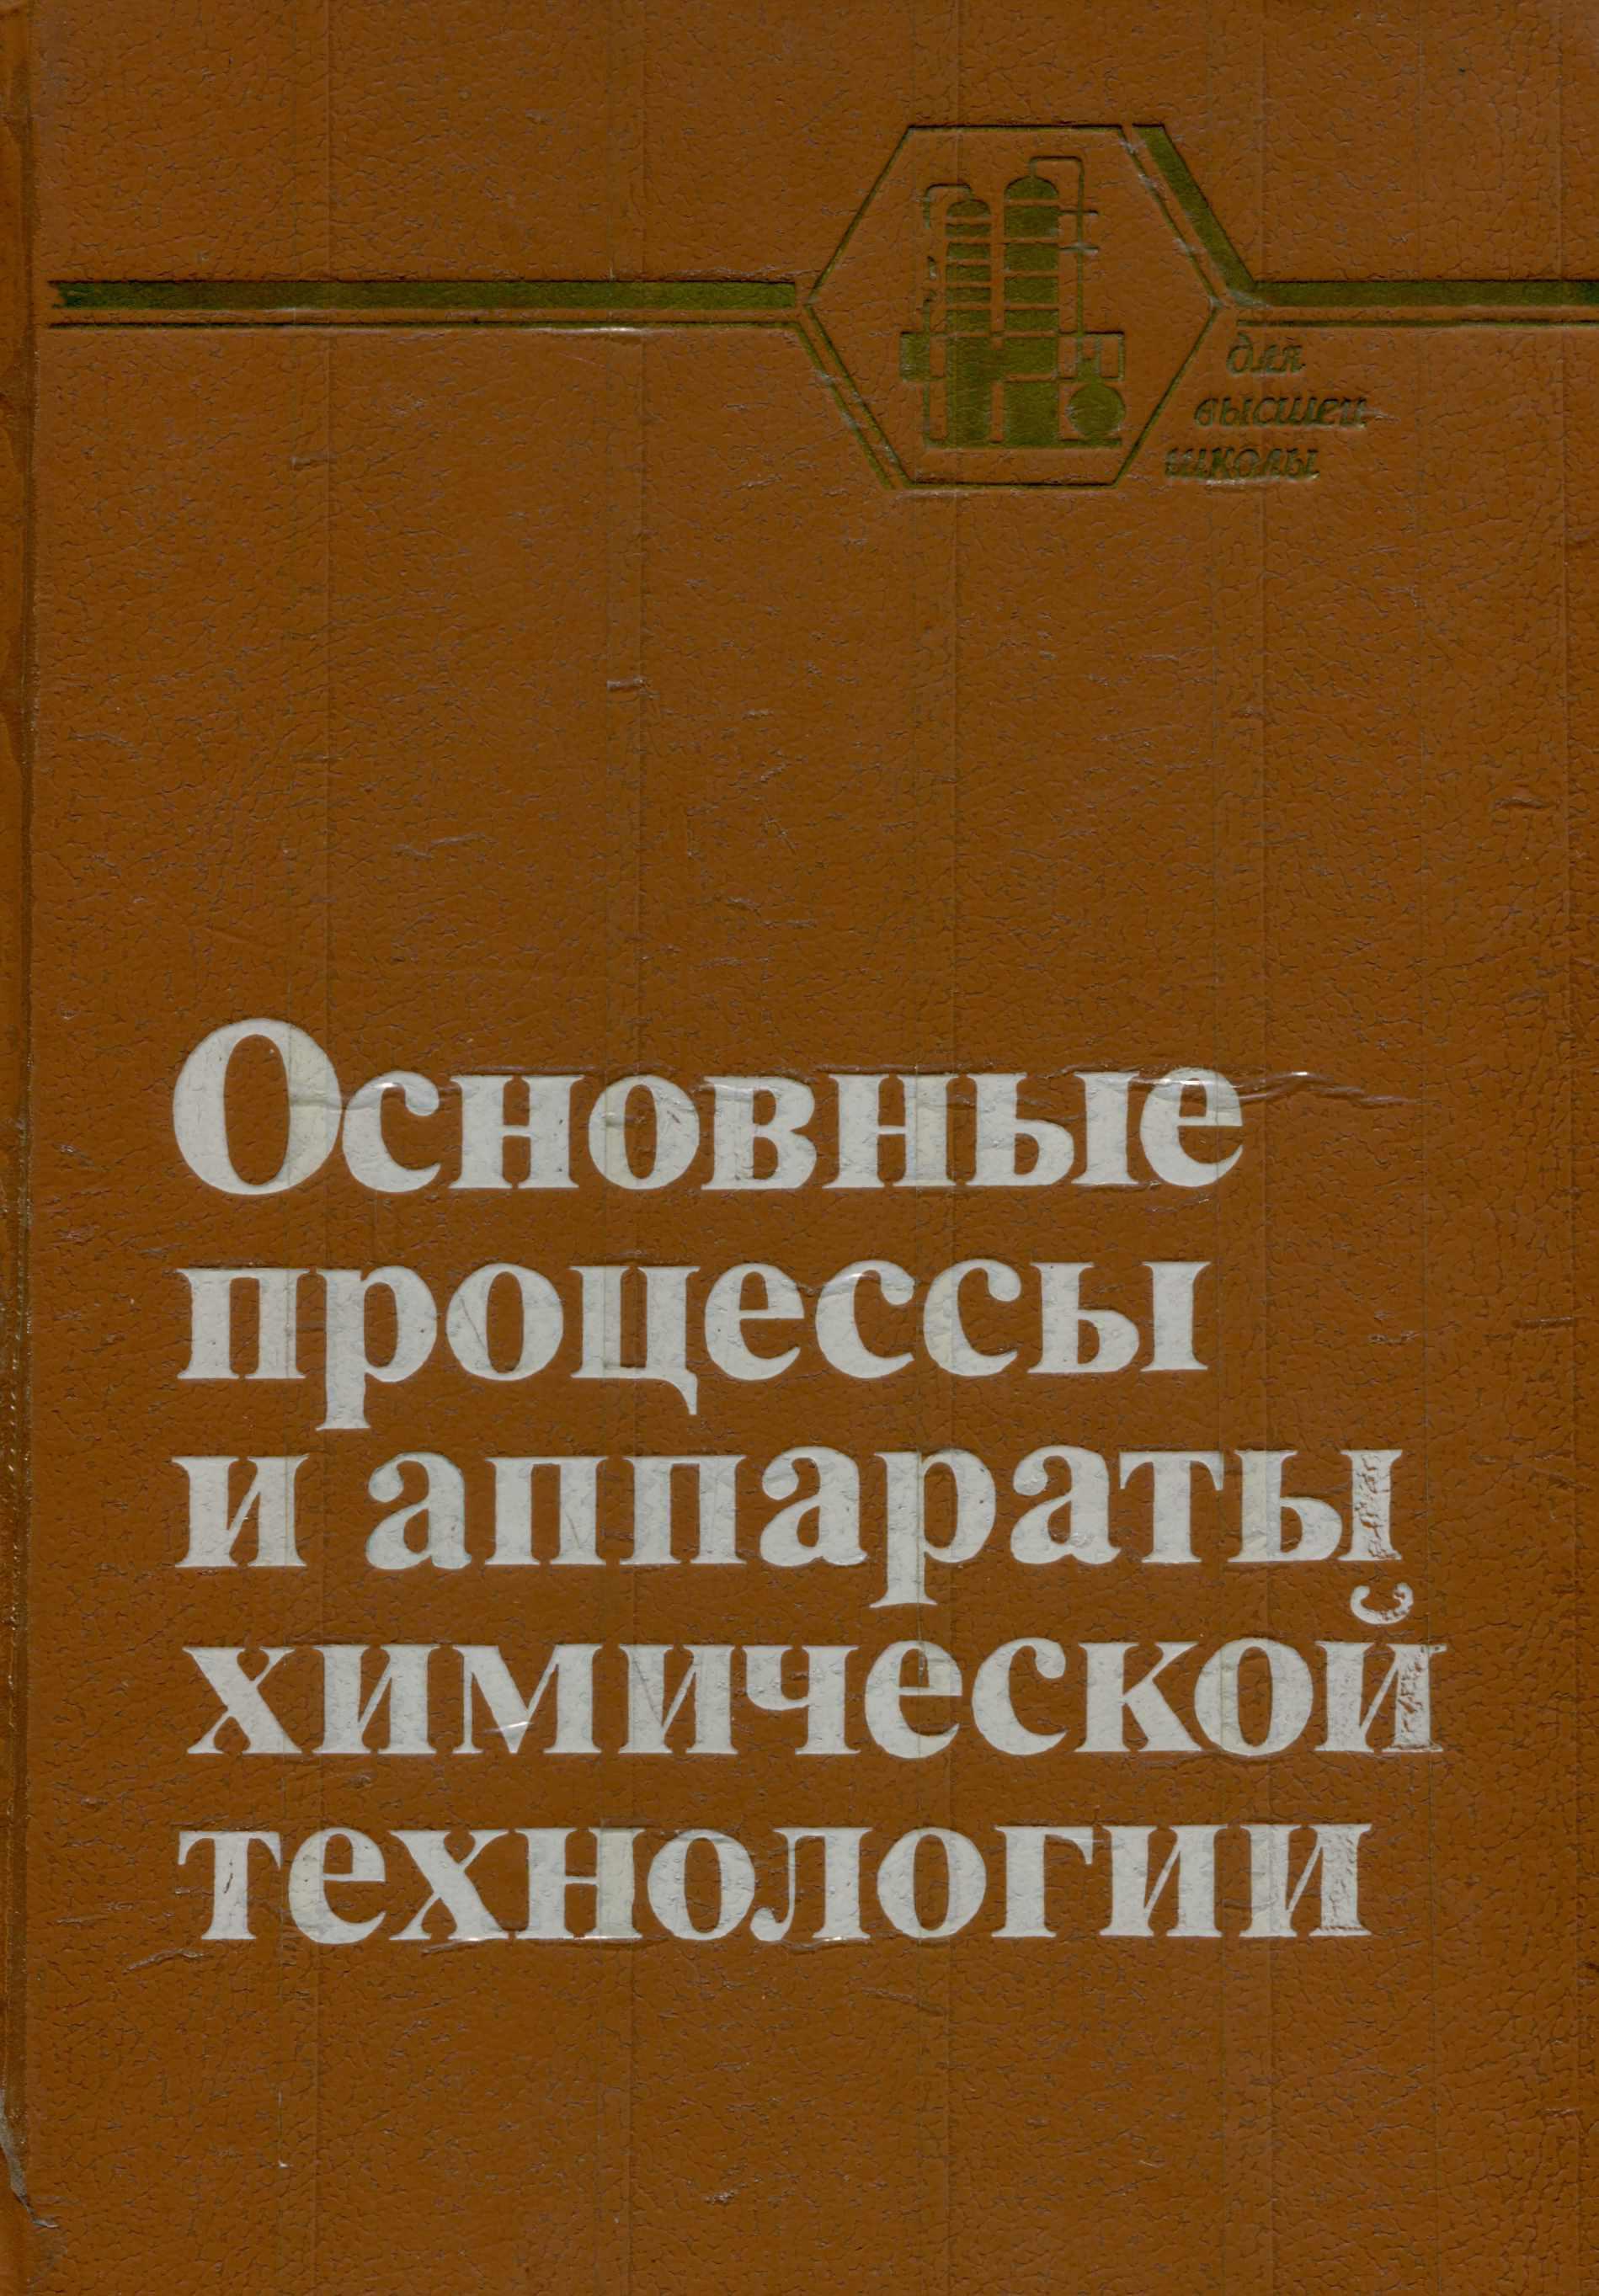 для
высшей
школы
Основные
процессы
и аппараты
химической
технологии